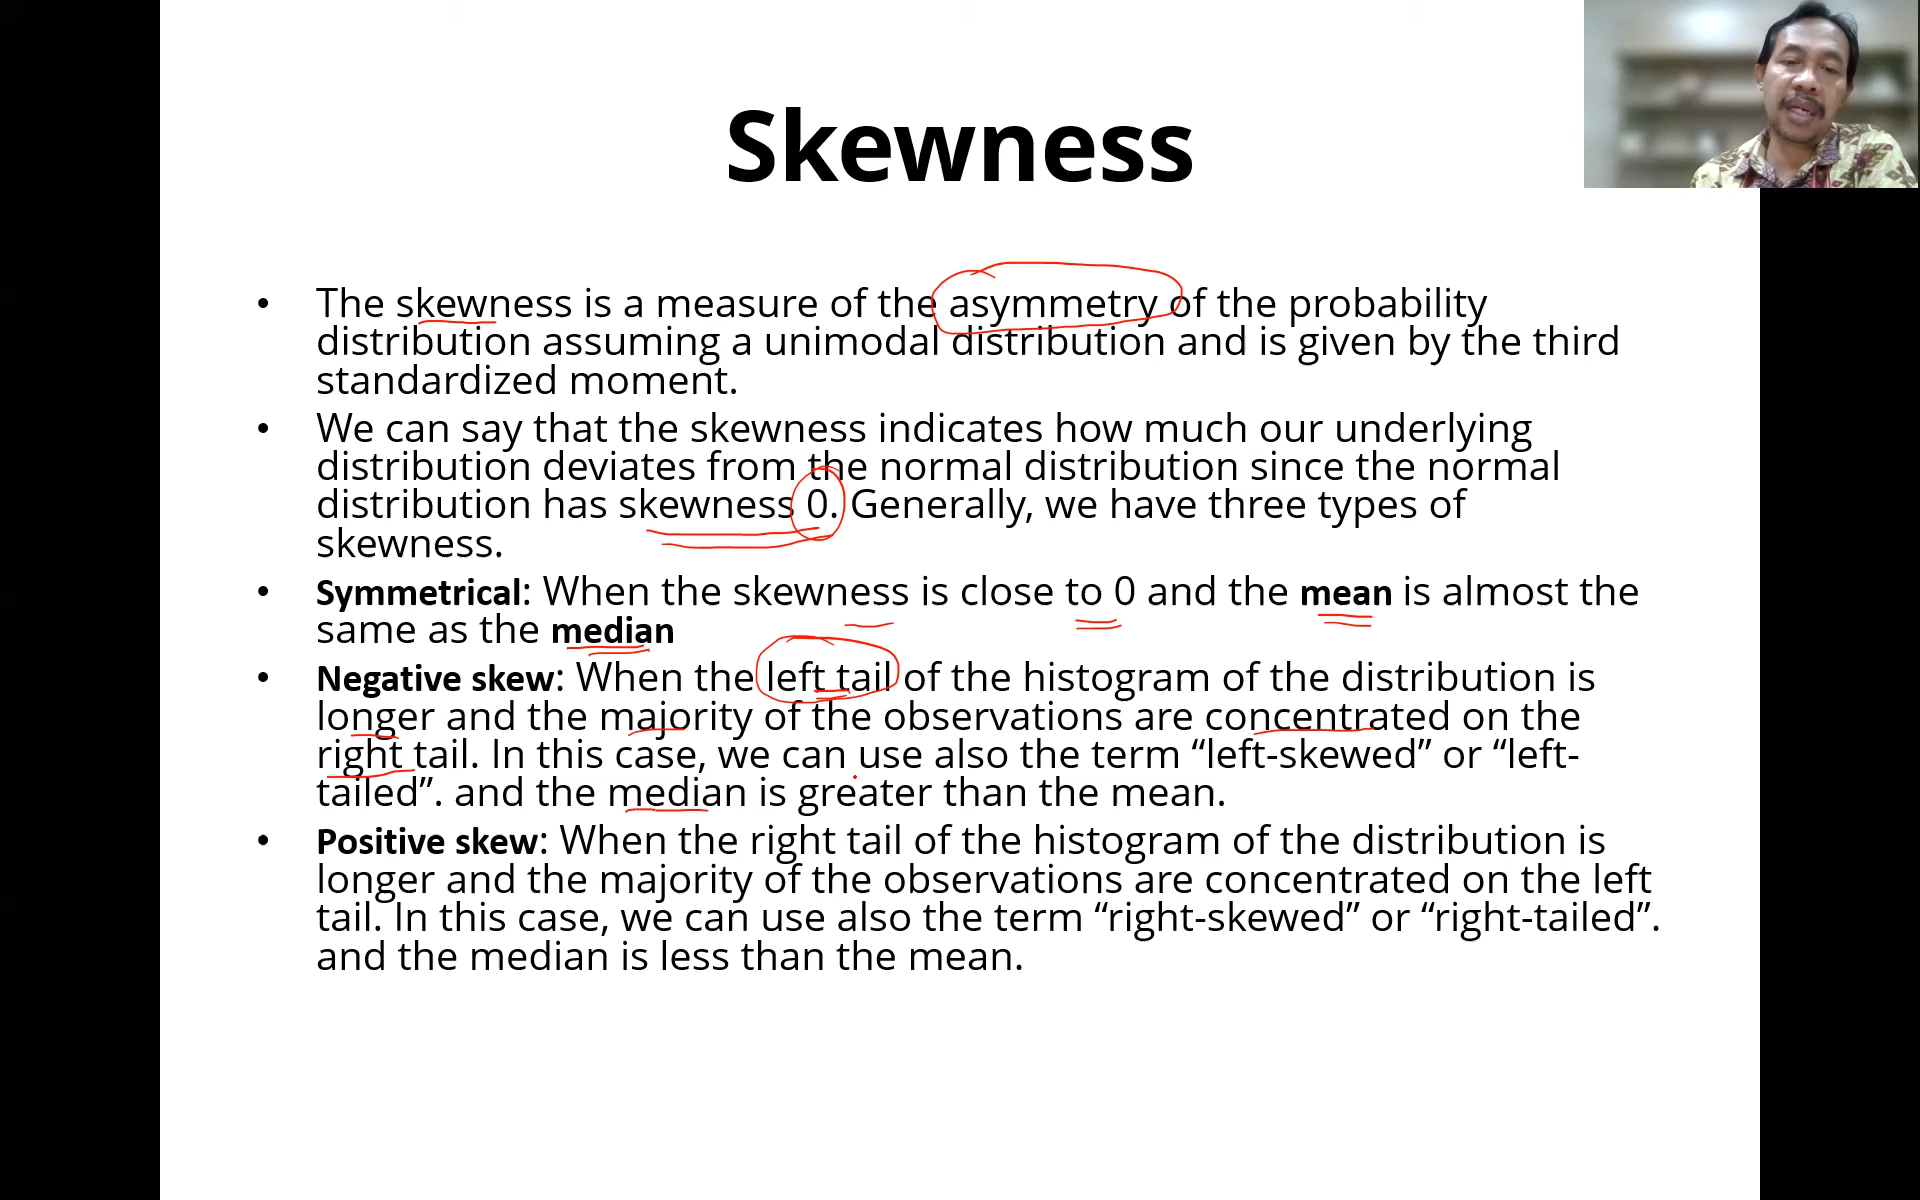 Skewness
• The skewness is a measure of the asymmetry of the probability
distribution assuming a unimodal distribution and is given by the third
standardized moment.
• We can say that the skewness indicates how much our underlying
distribution deviates from the normal distribution since the normal
distribution has skewness 0. Generally, we have three types of
skewness.
• Symmetrical: When the skewness is close to 0 and the mean is almost the
same as the median
• Negative skew: When the left tail of the histogram of the distribution is
longer and the majority of the observations are concentrated on the
right tail. In this case, we can use also the term “left-skewed” or “left-
tailed”. and the median is greater than the mean.
• Positive skew: When the right tail of the histogram of the distribution is
longer and the majority of the observations are concentrated on the left
tail. In this case, we can use also the term “right-skewed” or “right-tailed”.
and the median is less than the mean.